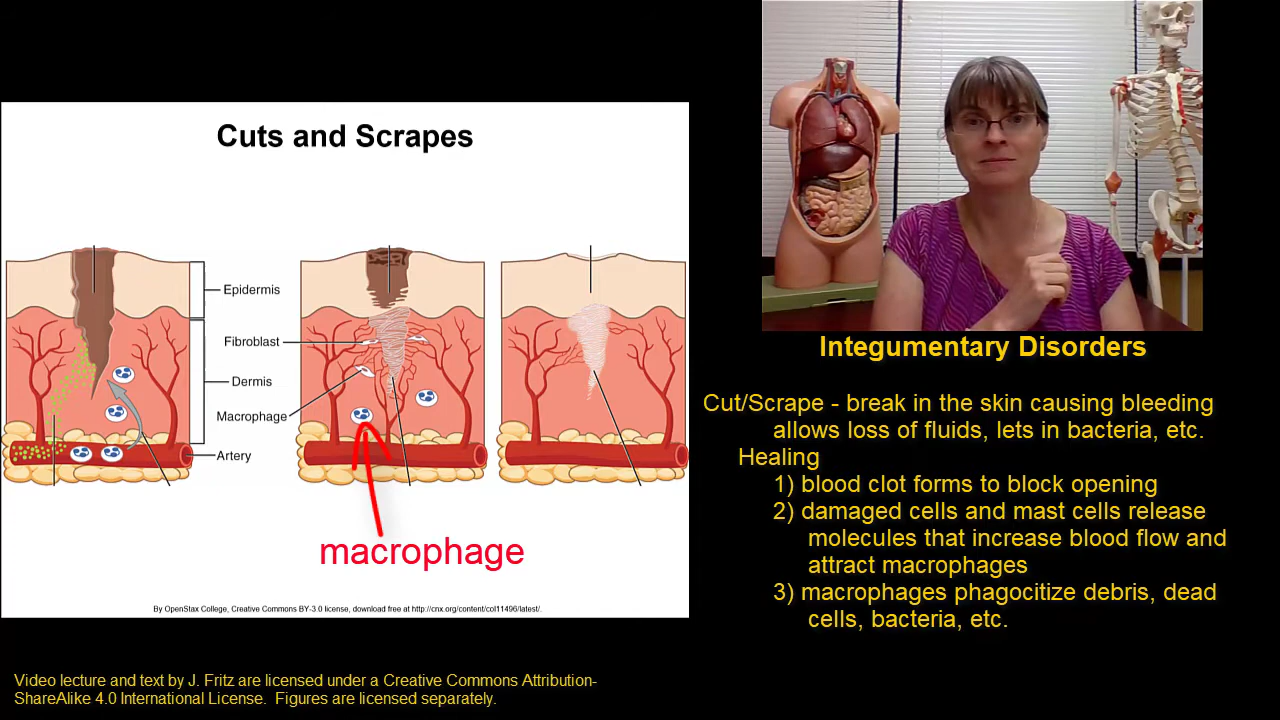 Cuts and Scrapes
Epidermis
Fibroblast
Dermis
Macrophage
Artery
macrophage
By OpenStax College, Creative Commons BY-3.0 license, download free at http://cnx.org/content/col11496/latest/.
Integumentary Disorders
Cut/Scrape - break in the skin causing bleeding
allows loss of fluids, lets in bacteria, etc.
Healing
1) blood clot forms to block opening
2) damaged cells and mast cells release
molecules that increase blood flow and
attract macrophages
3) macrophages phagocitize debris, dead
cells, bacteria, etc.
Video lecture and text by J. Fritz are licensed under a Creative Commons Attribution-
ShareAlike 4.0 International License.  Figures are licensed separately.